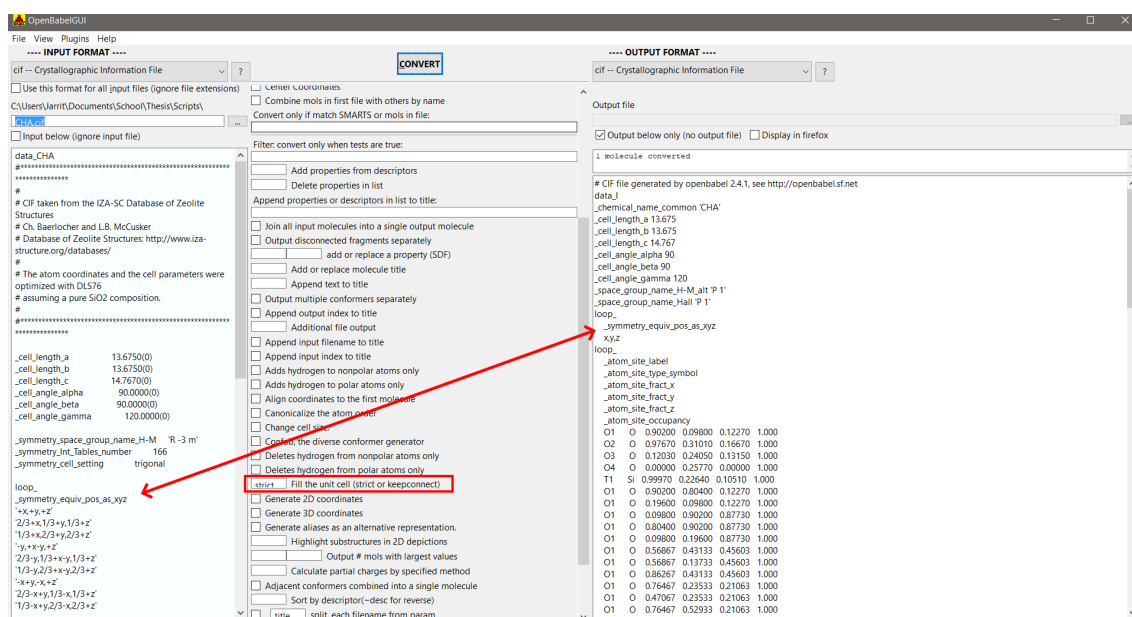 OpenBabelGUI
File View Plugins Help
---- INPUT FORMAT ----
cif -- Crystallographic Information File
?
Use this format for all input files (ignore file extensions)
C:\Users\Jarrit\Documents\School\Thesis\Scripts\
CHA.cif
...
Input below (ignore input file)
data_CHA
#
# CIF taken from the IZA-SC Database of Zeolite
Structures
# Ch. Baerlocher and L.B. McCusker
# Database of Zeolite Structures: http://www.iza-
structure.org/databases/
#
# The atom coordinates and the cell parameters were
optimized with DLS76
# assuming a pure SiO2 composition.
#
_cell_length_a 13.6750(0)
_cell_length_b 13.6750(0)
_cell_length_c 14.7670(0)
_cell_angle_alpha 90.0000(0)
_cell_angle_beta 90.0000(0)
_cell_angle_gamma 120.0000(0)
_symmetry_space_group_name_H-M 'R -3 m'
_symmetry_Int_Tables_number 166
_symmetry_cell_setting trigonal
loop_
_symmetry_equiv_pos_as_xyz
'+x,+y,+z'
'2/3+x,1/3+y,1/3+z'
'1/3+x,2/3+y,2/3+z'
'-y,+x-y,+z'
'2/3-y,1/3+x-y,1/3+z'
'1/3-y,2/3+x-y,2/3+z'
'-x+y,-x,+z'
'2/3-x+y,1/3-x,1/3+z'
'1/3-x+y,2/3-x,2/3+z'
CONVERT
Center Coordinates
Combine mols in first file with others by name
Convert only if match SMARTS or mols in file:
Filter: convert only when tests are true:
Add properties from descriptors
Delete properties in list
Append properties or descriptors in list to title:
Join all input molecules into a single output molecule
Output disconnected fragments separately
add or replace a property (SDF)
Add or replace molecule title
Append text to title
Output multiple conformers separately
Append output index to title
Additional file output
Append input filename to title
Append input index to title
Adds hydrogen to nonpolar atoms only
Adds hydrogen to polar atoms only
Align coordinates to the first molecule
Canonicalize the atom order
Change cell size:
Confab, the diverse conformer generator
Deletes hydrogen from nonpolar atoms only
Deletes hydrogen from polar atoms only
strict Fill the unit cell (strict or keepconnect)
Generate 2D coordinates
Generate 3D coordinates
Generate aliases as an alternative representation.
Highlight substructures in 2D depictions
Output # mols with largest values
Calculate partial charges by specified method
Adjacent conformers combined into a single molecule
Sort by descriptor(~desc for reverse)
title split, each filename from param
---- OUTPUT FORMAT ----
cif -- Crystallographic Information File
?
Output file
...
Output below only (no output file) Display in firefox
1 molecule converted
# CIF file generated by openbabel 2.4.1, see http://openbabel.sf.net
data_I
_chemical_name_common 'CHA'
_cell_length_a 13.675
_cell_length_b 13.675
_cell_length_c 14.767
_cell_angle_alpha 90
_cell_angle_beta 90
_cell_angle_gamma 120
_space_group_name_H-M_alt 'P 1'
_space_group_name_Hall 'P 1'
loop_
_symmetry_equiv_pos_as_xyz
x,y,z
loop_
_atom_site_label
_atom_site_type_symbol
_atom_site_fract_x
_atom_site_fract_y
_atom_site_fract_z
_atom_site_occupancy
O1 O 0.90200 0.09800 0.12270 1.000
O2 O 0.97670 0.31010 0.16670 1.000
O3 O 0.12030 0.24050 0.13150 1.000
O4 O 0.00000 0.25770 0.00000 1.000
T1 Si 0.99970 0.22640 0.10510 1.000
O1 O 0.90200 0.80400 0.12270 1.000
O1 O 0.19600 0.09800 0.12270 1.000
O1 O 0.09800 0.90200 0.87730 1.000
O1 O 0.80400 0.90200 0.87730 1.000
O1 O 0.09800 0.19600 0.87730 1.000
O1 O 0.56867 0.43133 0.45603 1.000
O1 O 0.56867 0.13733 0.45603 1.000
O1 O 0.86267 0.43133 0.45603 1.000
O1 O 0.76467 0.23533 0.21063 1.000
O1 O 0.47067 0.23533 0.21063 1.000
O1 O 0.76467 0.52933 0.21063 1.000